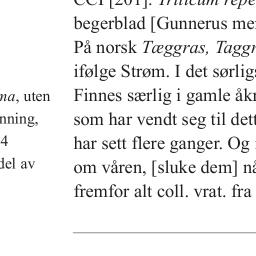 CCI [201]. Triticum repe
begerblad [Gunnerus me
På norsk Tæggras, Taggr
ifølge Strøm. I det sørlig
Finnes særlig i gamle åkr
som har vendt seg til dett
har sett flere ganger. Og
om våren, [sluke dem] nå
fremfor alt coll. vrat. fra
ma, uten
nning,
4
del av